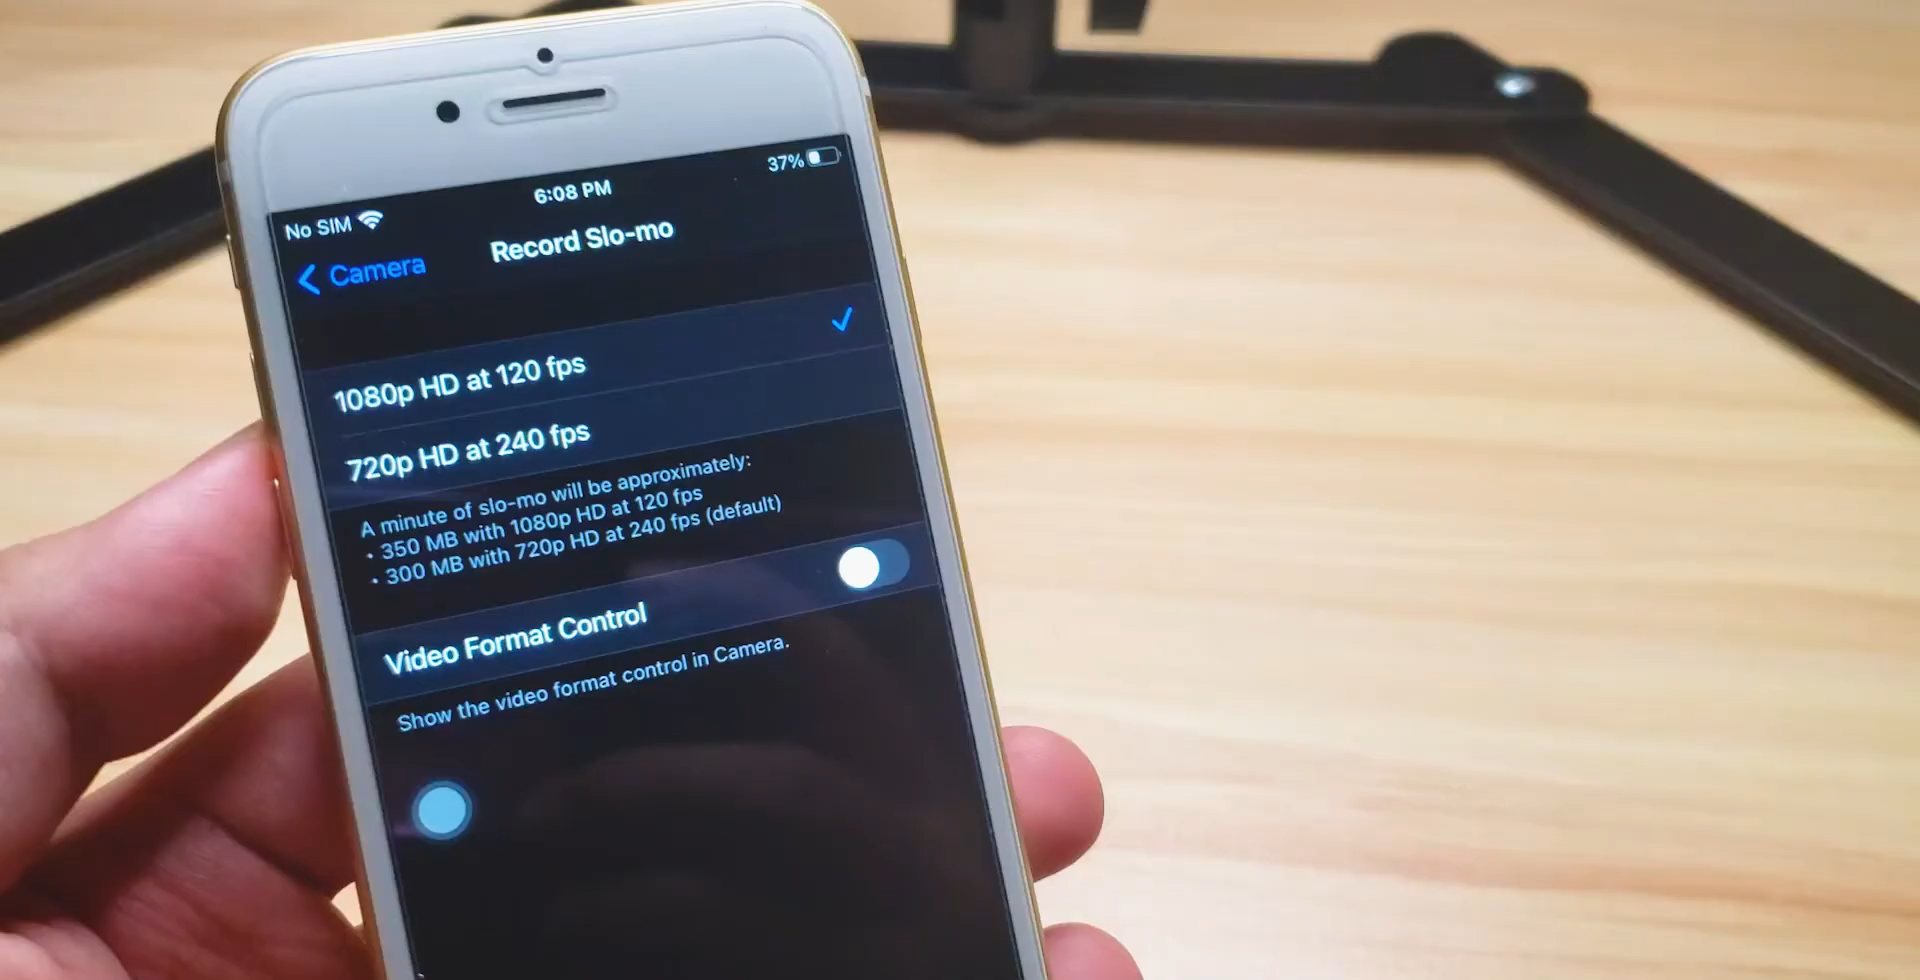 6:08 PM
37%
No SIM
Camera
Record Slo-mo
1080p HD at 120 fps
720p HD at 240 fps
A minute of slo-mo will be approximately:
• 350 MB with 1080p HD at 120 fps
• 300 MB with 720p HD at 240 fps (default)
Video Format Control
Show the video format control in Camera.